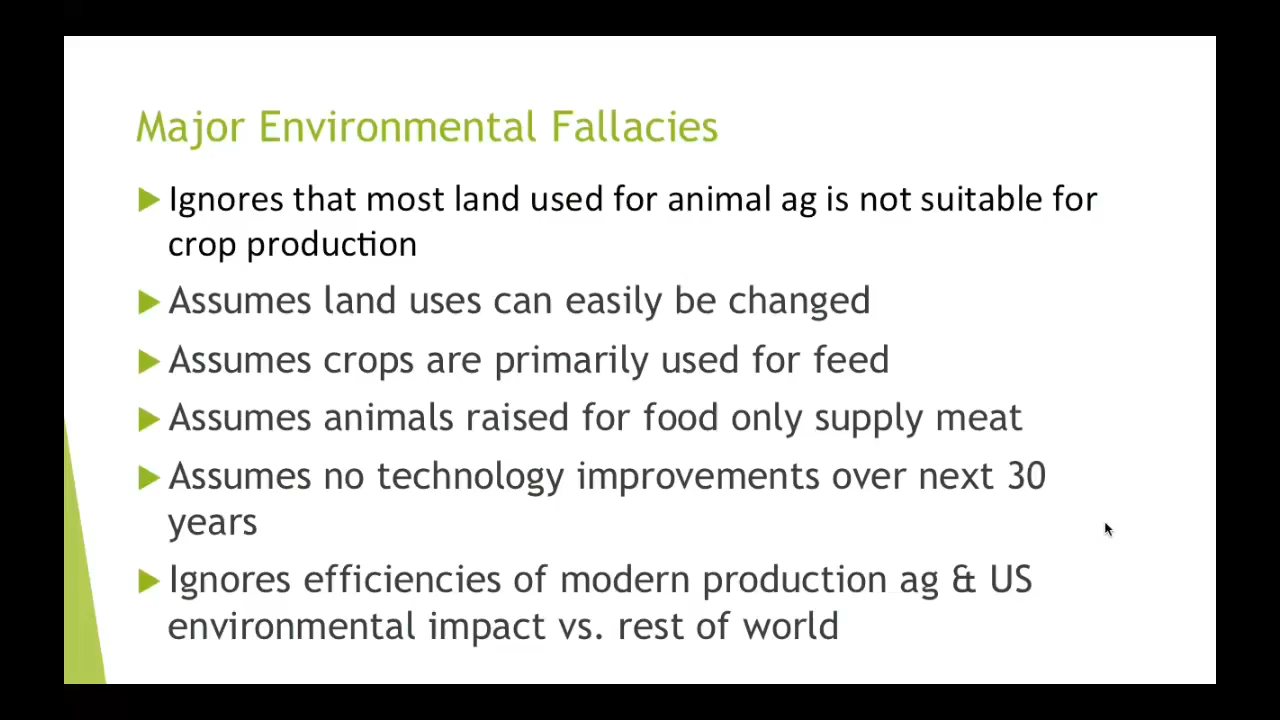 Major Environmental Fallacies
Ignores that most land used for animal ag is not suitable for
crop production
Assumes land uses can easily be changed
Assumes crops are primarily used for feed
Assumes animals raised for food only supply meat
Assumes no technology improvements over next 30
years
Ignores efficiencies of modern production ag & US
environmental impact vs. rest of world